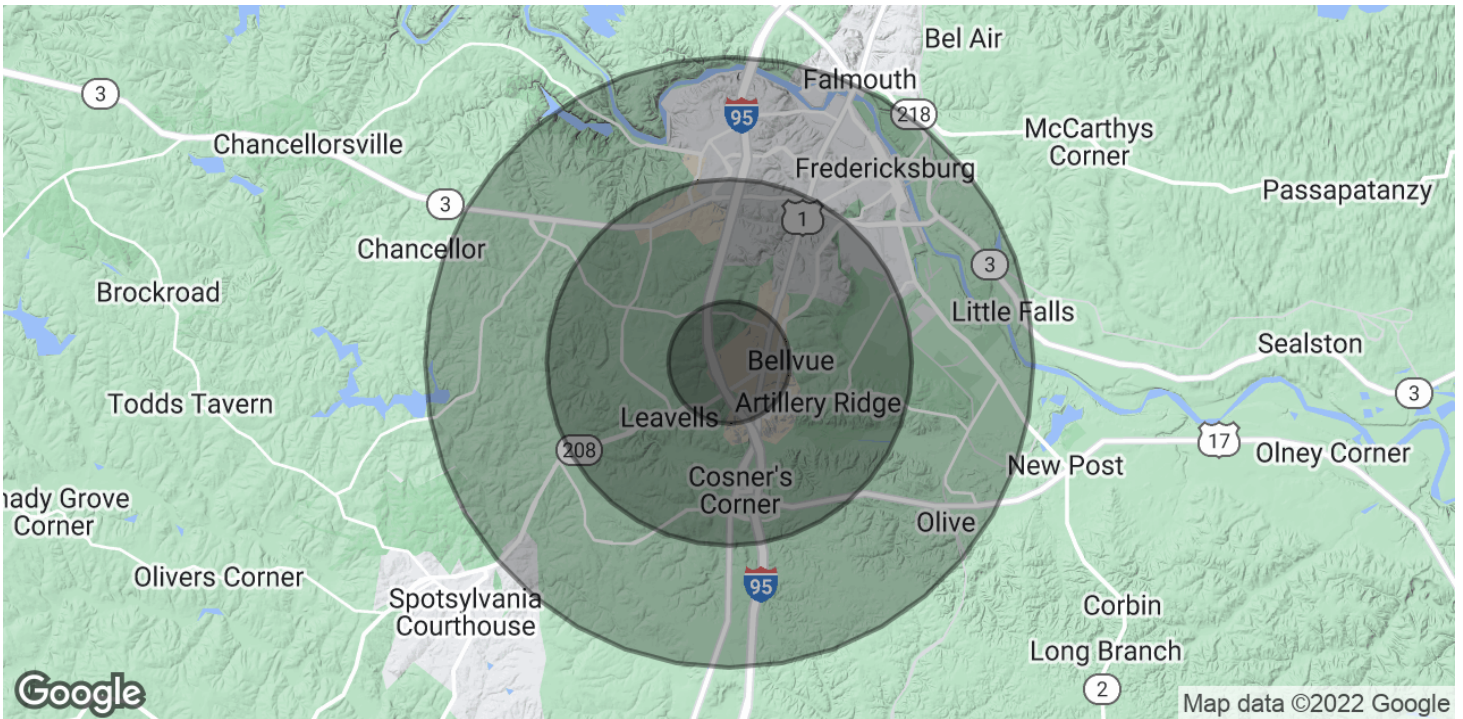 Bel Air
Falmouth
3
95
218
McCarthys
Corner
Chancellorsville
Fredericksburg
Passapatanzy
3
1
Chancellor
3
Brockroad
Little Falls
Sealston
Bellvue
3
Todds Tavern
Artillery Ridge
Leavells
17
208
Olney Corner
New Post
Cosner's
Corner
hady Grove
Corner
Olive
Olivers Corner
95
Spotsylvania
Courthouse
Corbin
Long Branch
2
Google
Map data ©2022 Google